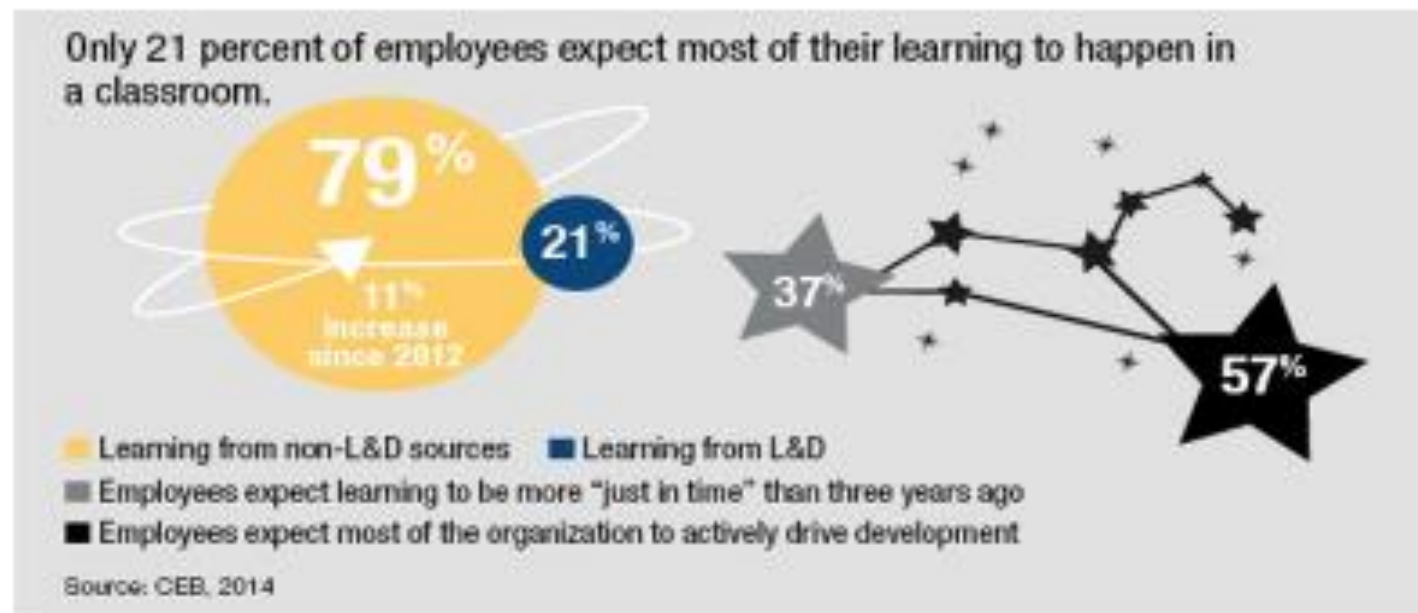 Only 21 percent of employees expect most of their learning to happen in
a classroom.
79%
21%
11%
increase
since 2012
37%
57%
Learning from non-L&D sources
Learning from L&D
Employees expect learning to be more “just in time” than three years ago
Employees expect most of the organization to actively drive development
Source: CEB, 2014